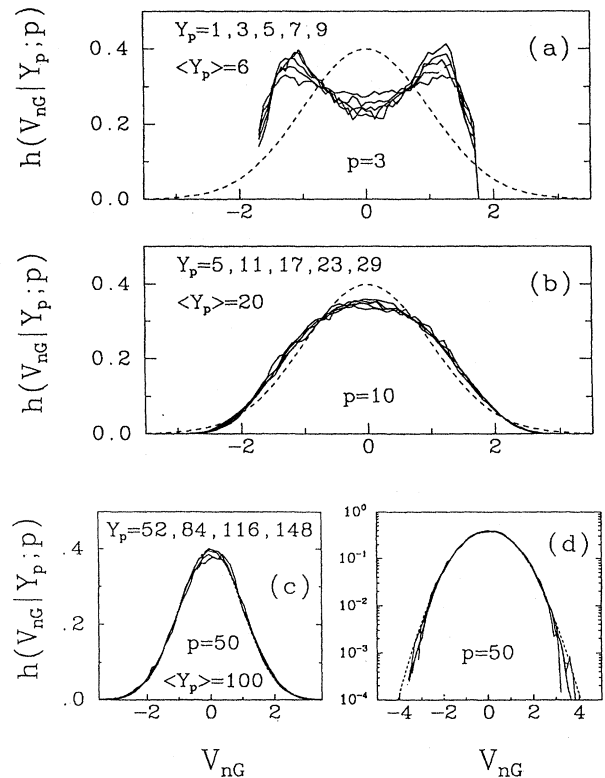 h(V_nG|Y_p;p)
0.4
0.2
0.0
Y_p=1,3,5,7,9
<Y_p>=6
(a)
p=3
-2
0
2
h(V_nG|Y_p;p)
0.4
0.2
0.0
Y_p=5,11,17,23,29
<Y_p>=20
(b)
p=10
-2
0
2
h(V_nG|Y_p;p)
.4
.2
.0
Y_p=52,84,116,148
(c)
p=50
<Y_p>=100
-2
0
2
V_nG
10^0
10^-1
10^-2
10^-3
10^-4
(d)
p=50
-4
-2
0
2
4
V_nG